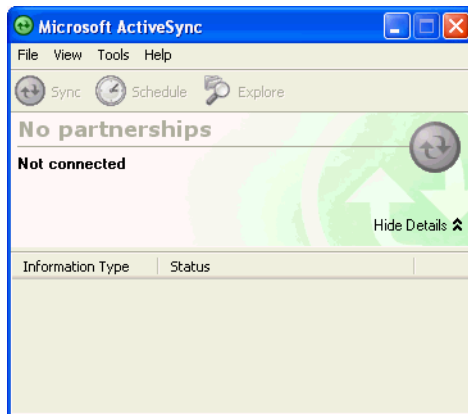 Microsoft ActiveSync
File View Tools Help
Sync Schedule Explore
No partnerships
Not connected
Hide Details
Information Type Status